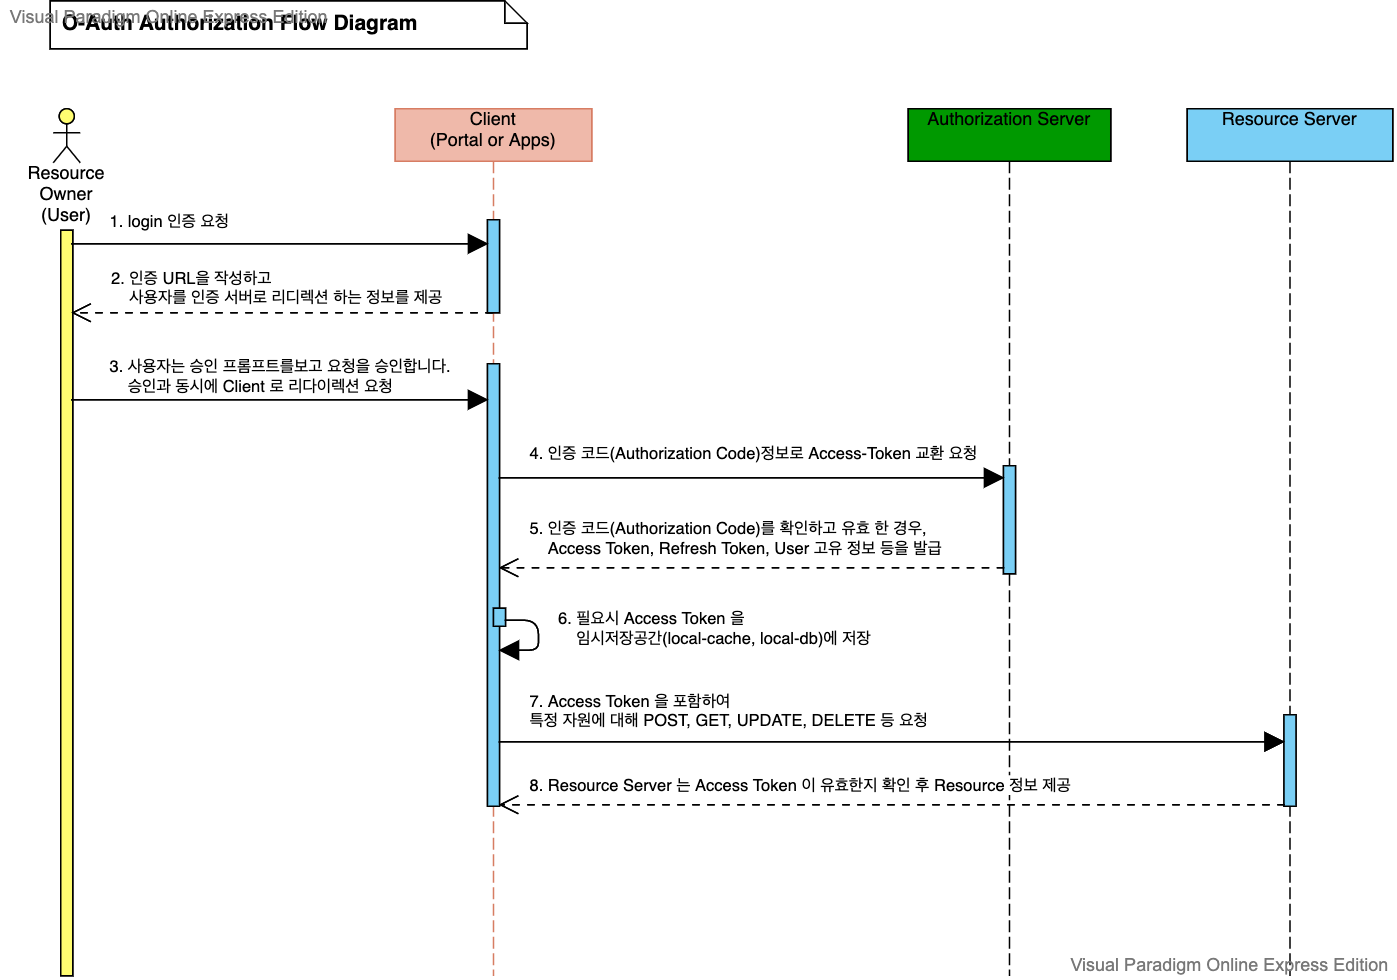 Visual Paradigm Online Express Edition
O-Auth Authorization Flow Diagram
Resource
Owner
(User)
Client
(Portal or Apps)
Authorization Server
Resource Server
1. login 인증 요청
2. 인증 URL을 작성하고
사용자를 인증 서버로 리디렉션 하는 정보를 제공
3. 사용자는 승인 프롬프트를보고 요청을 승인합니다.
승인과 동시에 Client 로 리다이렉션 요청
4. 인증 코드(Authorization Code)정보로 Access-Token 교환 요청
5. 인증 코드(Authorization Code)를 확인하고 유효 한 경우,
Access Token, Refresh Token, User 고유 정보 등을 발급
6. 필요시 Access Token 을
임시저장공간(local-cache, local-db)에 저장
7. Access Token 을 포함하여
특정 자원에 대해 POST, GET, UPDATE, DELETE 등 요청
8. Resource Server 는 Access Token 이 유효한지 확인 후 Resource 정보 제공
Visual Paradigm Online Express Edition